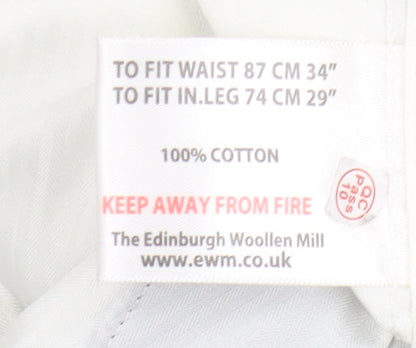 TO FIT WAIST 87 CM 34"
TO FIT IN.LEG 74 CM 29"
100% COTTON
KEEP AWAY FROM FIRE
The Edinburgh Woollen Mill
www.ewm.co.uk
QC
Pass
10